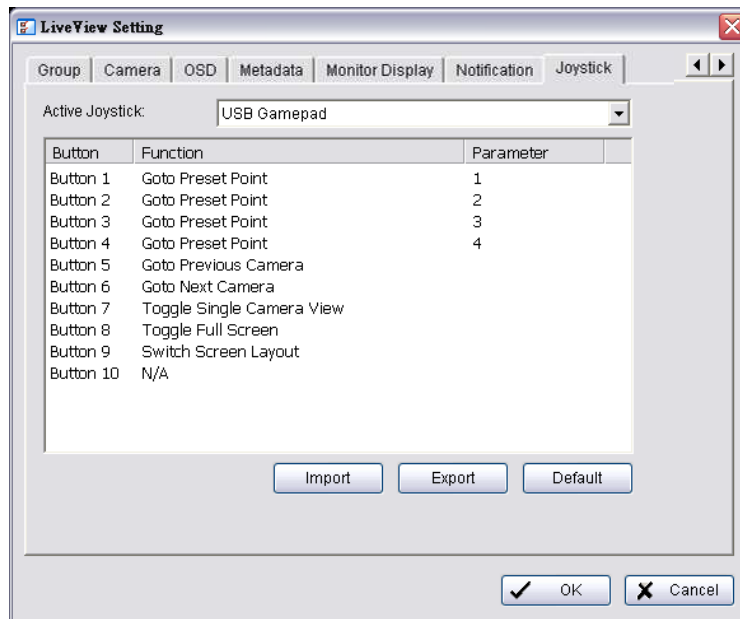 LiveView Setting
Group Camera OSD Metadata Monitor Display Notification Joystick
Active Joystick: USB Gamepad
Button Function Parameter
Button 1 Goto Preset Point 1
Button 2 Goto Preset Point 2
Button 3 Goto Preset Point 3
Button 4 Goto Preset Point 4
Button 5 Goto Previous Camera
Button 6 Goto Next Camera
Button 7 Toggle Single Camera View
Button 8 Toggle Full Screen
Button 9 Switch Screen Layout
Button 10 N/A
Import Export Default
OK Cancel